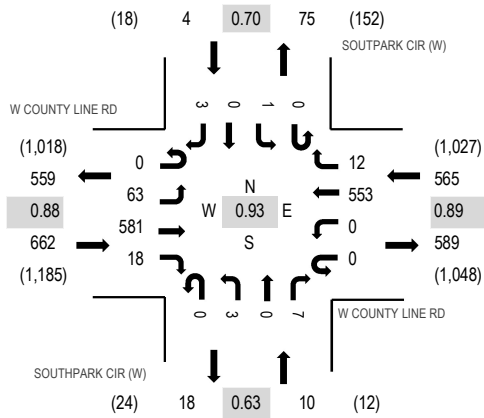 (18) 4 0.70 75 (152)
SOUTPARK CIR (W)
W COUNTY LINE RD
3 0 1 0
(1,018) 0 12 (1,027)
559 63 N 553 565
0.88 581 W 0.93 E 0 0.89
662 18 S 0 589
(1,185) (1,048)
0 3 0 7
W COUNTY LINE RD
SOUTHPARK CIR (W)
(24) 18 0.63 10 (12)